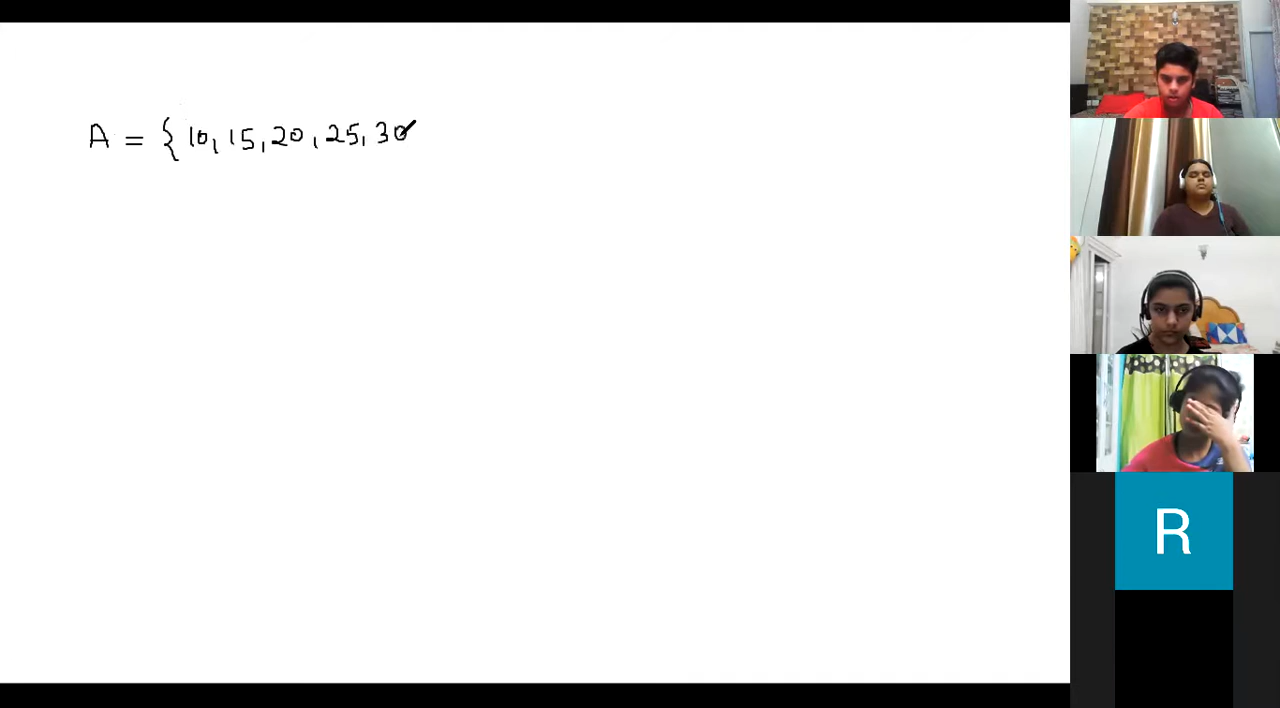 A = { 10, 15, 20, 25, 30
R